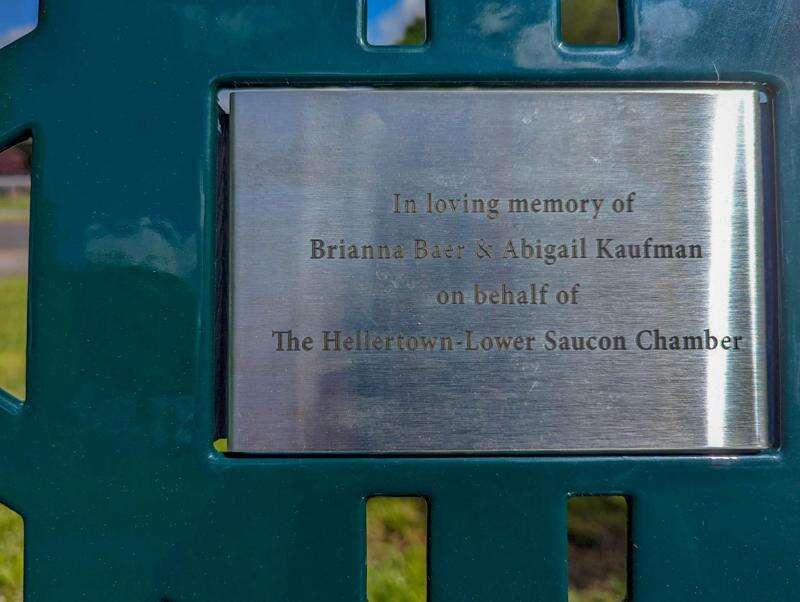 In loving memory of
Brianna Baer & Abigail Kaufman
on behalf of
The Hellertown-Lower Saucon Chamber